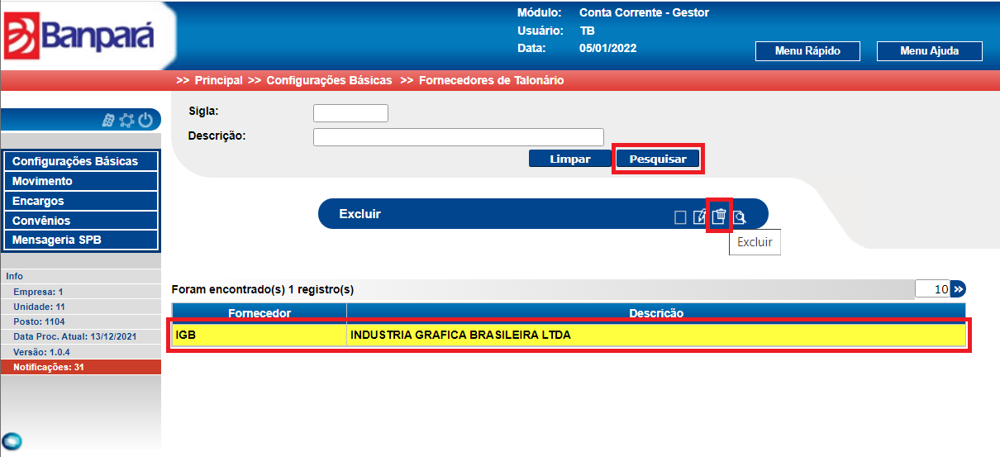 Banpará
Módulo: Conta Corrente - Gestor
Usuário: TB
Data: 05/01/2022
Menu Rápido
Menu Ajuda
>> Principal >> Configurações Básicas >> Fornecedores de Talonário
Sigla:
Descrição:
Limpar
Pesquisar
Configurações Básicas
Movimento
Encargos
Convênios
Mensageria SPB
Excluir
Excluir
Info
Empresa: 1
Unidade: 11
Posto: 1104
Data Proc. Atual: 13/12/2021
Versão: 1.0.4
Notificações: 31
Foram encontrado(s) 1 registro(s)
10
Fornecedor Descrição
IGB INDUSTRIA GRAFICA BRASILEIRA LTDA